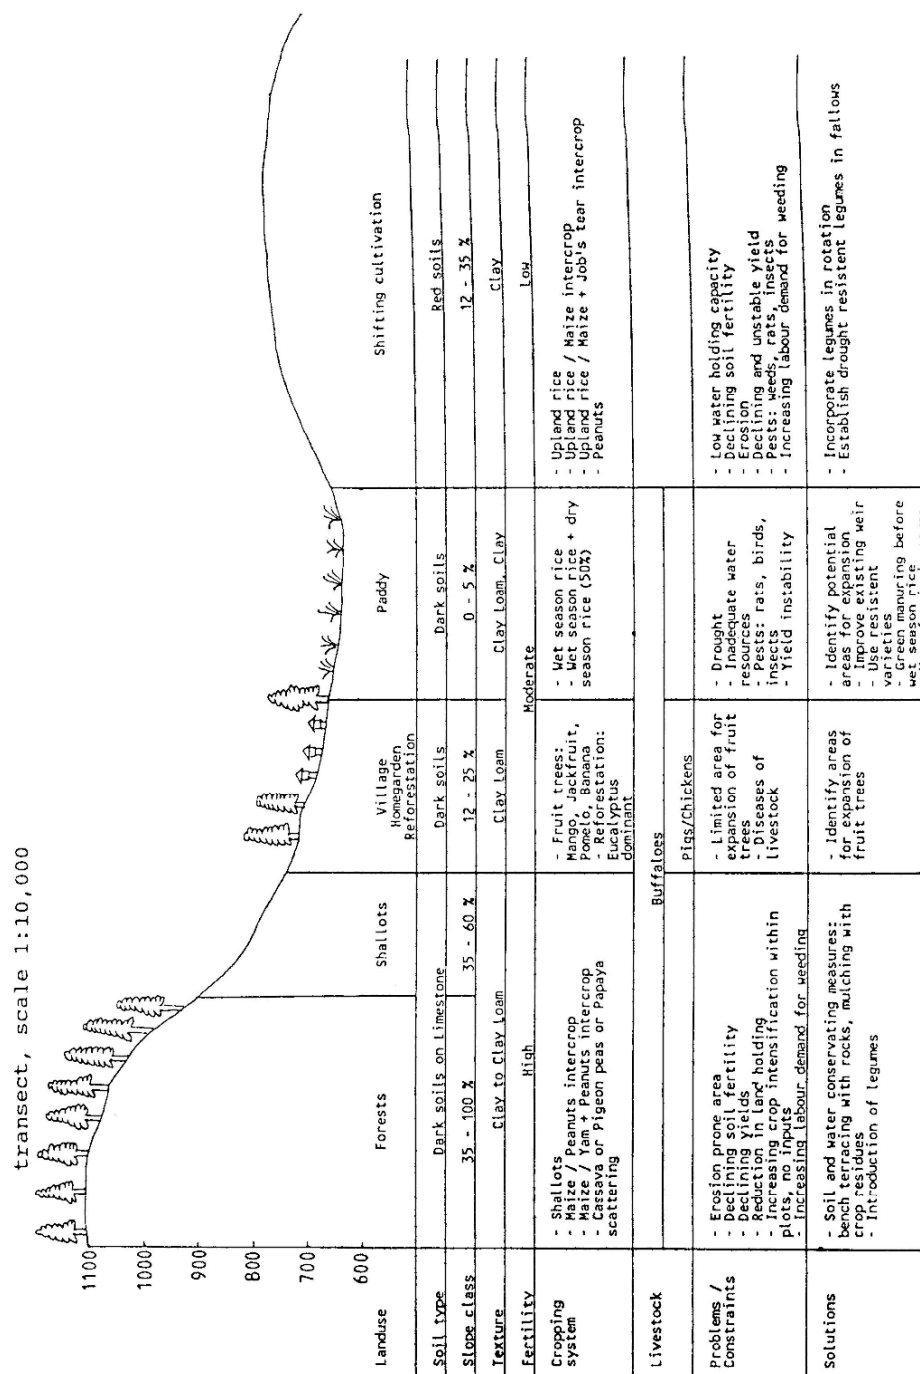 transect, scale 1:10,000
1100
1000
900
800
700
600
Landuse
Forests
Shallots
Village
Homegarden
Reforestation
Paddy
Shifting cultivation
Soil type
Dark soils on Limestone
Dark soils
Dark soils
Red soils
Slope class
35 - 100 %
35 - 60 %
12 - 25 %
0 - 5 %
12 - 35 %
Texture
Clay to Clay Loam
Clay Loam
Clay Loam, Clay
Clay
Fertility
High
Moderate
Low
Cropping
system
- Shallots
- Maize / Peanuts intercrop
- Maize / Yam + Peanuts intercrop
- Cassava or Pigeon peas or Papaya
scattering
- Fruit trees:
Mango, Jackfruit,
Pomelo, Banana
- Reforestation:
Eucalyptus
dominant
- Wet season rice
- Wet season rice + dry
season rice (50%)
- Upland rice
- Upland rice / Maize intercrop
- Upland rice / Maize + Job's tear intercrop
- Peanuts
Livestock
Buffaloes
Pigs/Chickens
Problems /
Constraints
- Erosion prone area
- Declining soil fertility
- Declining yields
- Reduction in land holding
- Increasing crop intensification within
plots, no inputs
- Increasing labour demand for weeding
- Limited area for
expansion of fruit
trees
- Diseases of
livestock
- Drought
- Inadequate water
resources
- Pests: rats, birds,
insects
- Yield instability
- Low water holding capacity
- Declining soil fertility
- Erosion
- Declining and unstable yield
- Pests: weeds, rats, insects
- Increasing labour demand for weeding
Solutions
- Soil and water conservating measures:
bench terracing with rocks, mulching with
crop residues
- Introduction of legumes
- Identify areas
for expansion of
fruit trees
- Identify potential
areas for expansion
- Improve existing weir
- Use resistent
varieties
- Green manuring before
wet season rice
- Incorporate legumes in rotation
- Establish drought resistent legumes in fallows